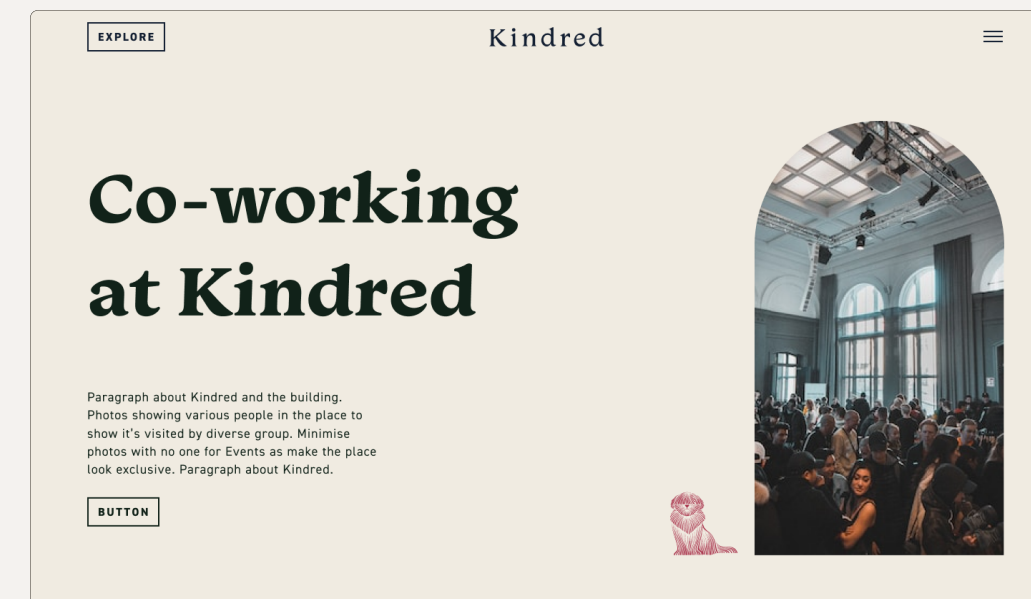 EXPLORE
Kindred
Co-working
at Kindred
Paragraph about Kindred and the building.
Photos showing various people in the place to
show it's visited by diverse group. Minimise
photos with no one for Events as make the place
look exclusive. Paragraph about Kindred.
BUTTON